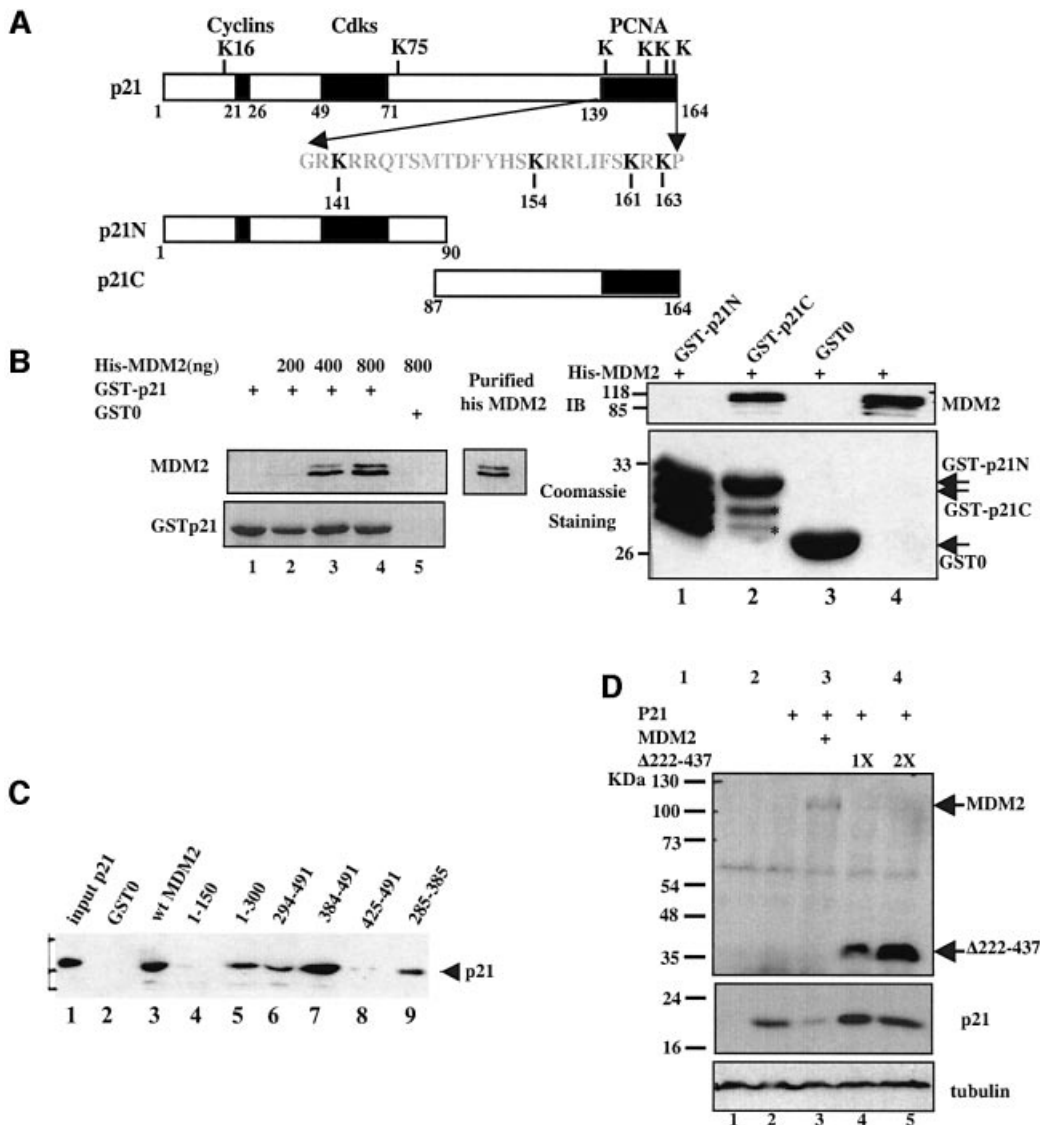 A
Cyclins Cdks PCNA
K16 K75 K KK K
p21
1 21 26 49 71 139 164
GRKRRQTSMTDFYHSKRRLIFSKRKP
141 154 161 163
p21N
1 90
p21C
87 164
B
His-MDM2(ng) 200 400 800 800
GST-p21 + + + +
GST0 +
Purified
his MDM2
MDM2
GSTp21
1 2 3 4 5
GST-p21N GST-p21C GST0
His-MDM2 + + + +
IB
118
85
MDM2
33
Coomassie
Staining
26
GST-p21N
GST-p21C
GST0
* *
1 2 3 4
1 2 3 4
C
input p21 GST0 wt MDM2 1-150 1-300 294-491 384-491 425-491 285-385
p21
1 2 3 4 5 6 7 8 9
D
P21 + + + +
MDM2 +
Δ222-437 1X 2X
KDa
130
100
73
54
48
35
MDM2
Δ222-437
24
16
p21
tubulin
1 2 3 4 5